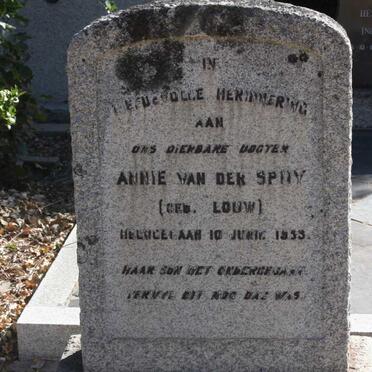 IN
LIEFDEVOLLE HERINNERING
AAN
ONS DIERBARE DOGTER
ANNIE VAN DER SPUY
(GEB. LOUW)
HEENGEGAAN 10 JUNIE 1933.
HAAR SON HET ONDERGEGAAN
TERWYL DIT NOG DAG WAS.